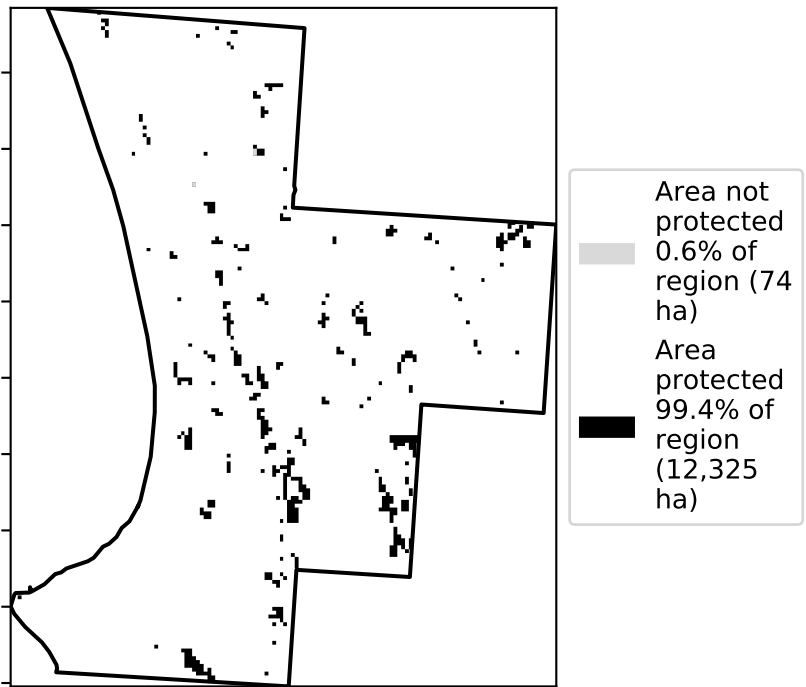 Area not
protected
0.6% of
region (74
ha)
Area
protected
99.4% of
region
(12,325
ha)